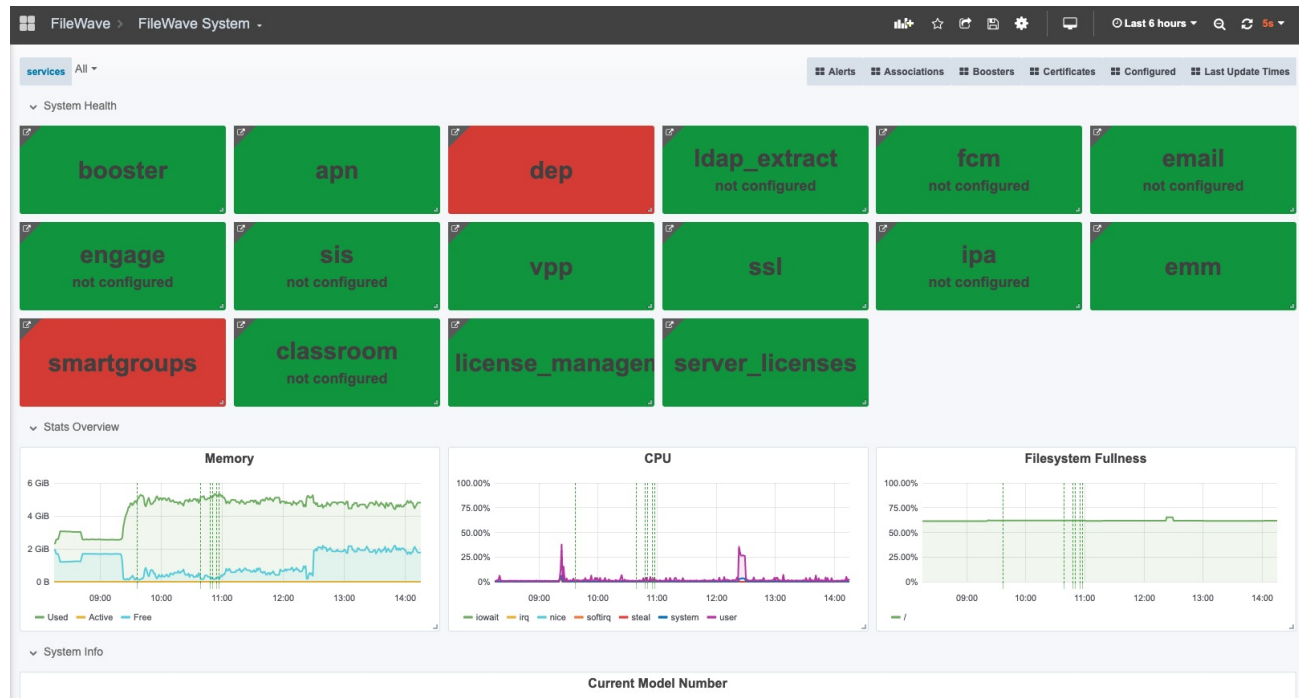 FileWave > FileWave System
Last 6 hours
5s
services All
Alerts Associations Boosters Certificates Configured Last Update Times
System Health
booster
apn
dep
ldap_extract
not configured
fcm
not configured
email
not configured
engage
not configured
sis
not configured
vpp
ssl
ipa
not configured
emm
smartgroups
classroom
not configured
license_managen
server_licenses
Stats Overview
Memory
6 GiB
4 GiB
2 GiB
0 B
09:00 10:00 11:00 12:00 13:00 14:00
Used Active Free
CPU
100.00%
75.00%
50.00%
25.00%
0%
09:00 10:00 11:00 12:00 13:00 14:00
iowait irq nice softirq steal system user
Filesystem Fullness
100.00%
75.00%
50.00%
25.00%
0%
09:00 10:00 11:00 12:00 13:00 14:00
/
System Info
Current Model Number